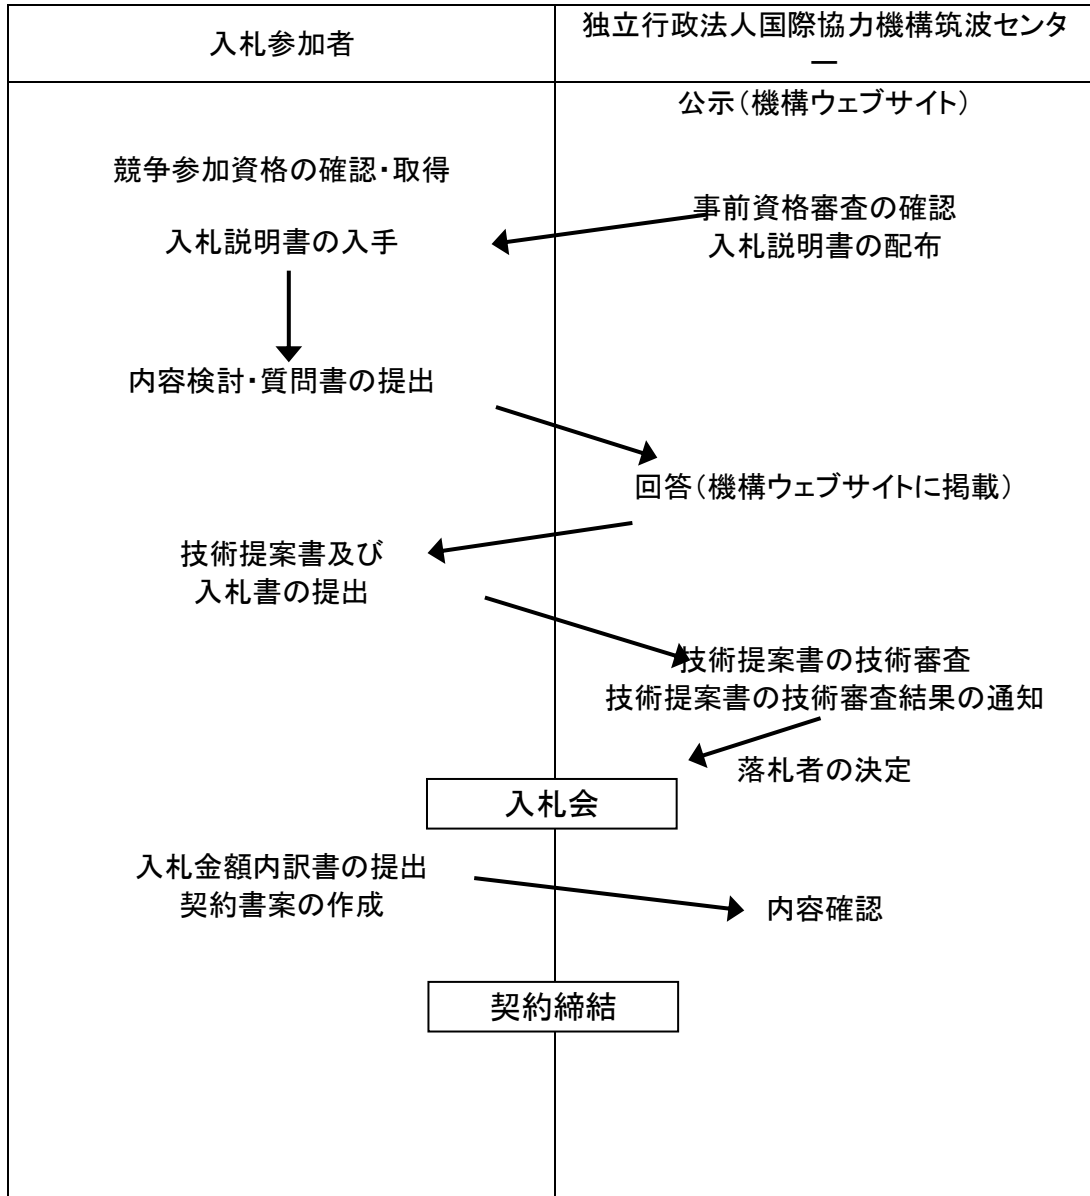 入札参加者
独立行政法人国際協力機構筑波センタ
ー
公示(機構ウェブサイト)
競争参加資格の確認・取得
事前資格審査の確認
入札説明書の入手
入札説明書の配布
内容検討・質問書の提出
回答(機構ウェブサイトに掲載)
技術提案書及び
入札書の提出
技術提案書の技術審査
技術提案書の技術審査結果の通知
落札者の決定
入札会
入札金額内訳書の提出
契約書案の作成
内容確認
契約締結